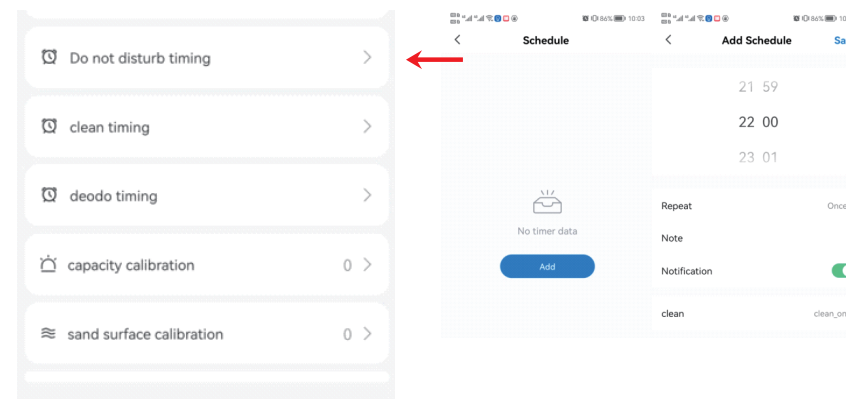 Do not disturb timing
clean timing
deodo timing
capacity calibration 0
sand surface calibration 0
86% 10:03
Schedule
No timer data
Add
86% 10
Add Schedule Sa
21 59
22 00
23 01
Repeat Once
Note
Notification
clean clean_on